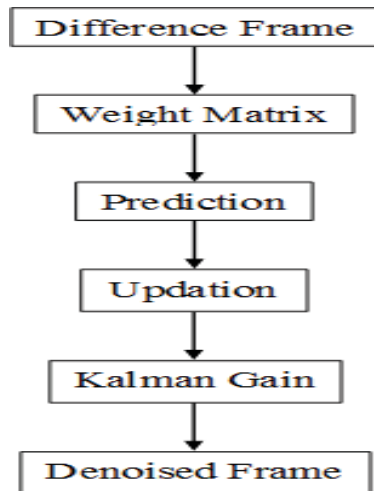 Difference Frame
Weight Matrix
Prediction
Updation
Kalman Gain
Denoised Frame